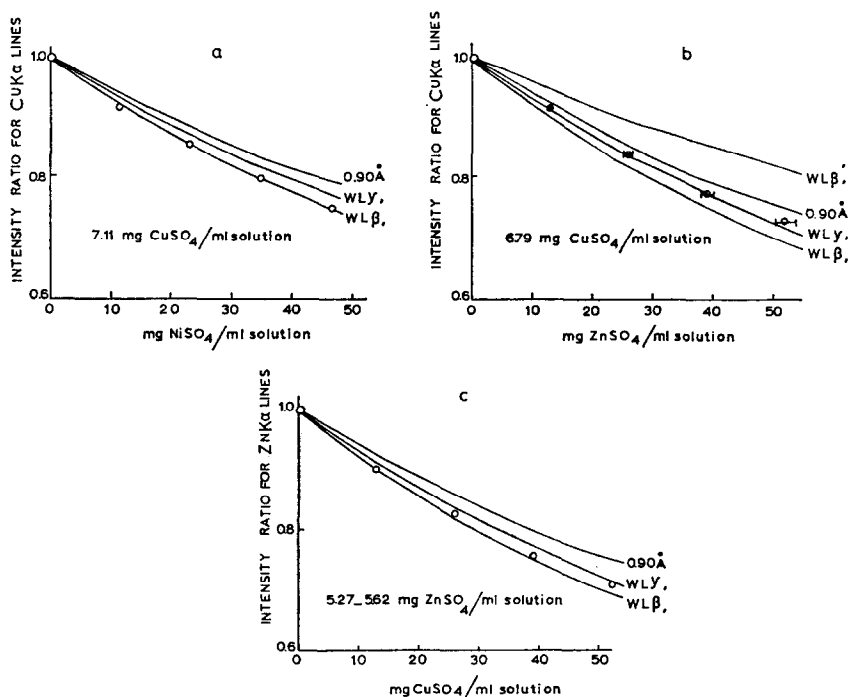 a
INTENSITY RATIO FOR CUKα LINES
1.0
0.8
0.6
0.90Å
WLγ,
WLβ,
7.11 mg CuSO4/ml solution
0 10 20 30 40 50
mg NiSO4/ml solution
b
INTENSITY RATIO FOR CUKα LINES
1.0
0.8
0.6
WLβ',
0.90Å
WLγ,
WLβ,
6.79 mg CuSO4/ml solution
0 10 20 30 40 50
mg ZnSO4/ml solution
c
INTENSITY RATIO FOR ZNKα LINES
1.0
0.8
0.6
0.90Å
WLγ,
WLβ,
5.27_5.62 mg ZnSO4/ml solution
0 10 20 30 40 50
mg CuSO4/ml solution